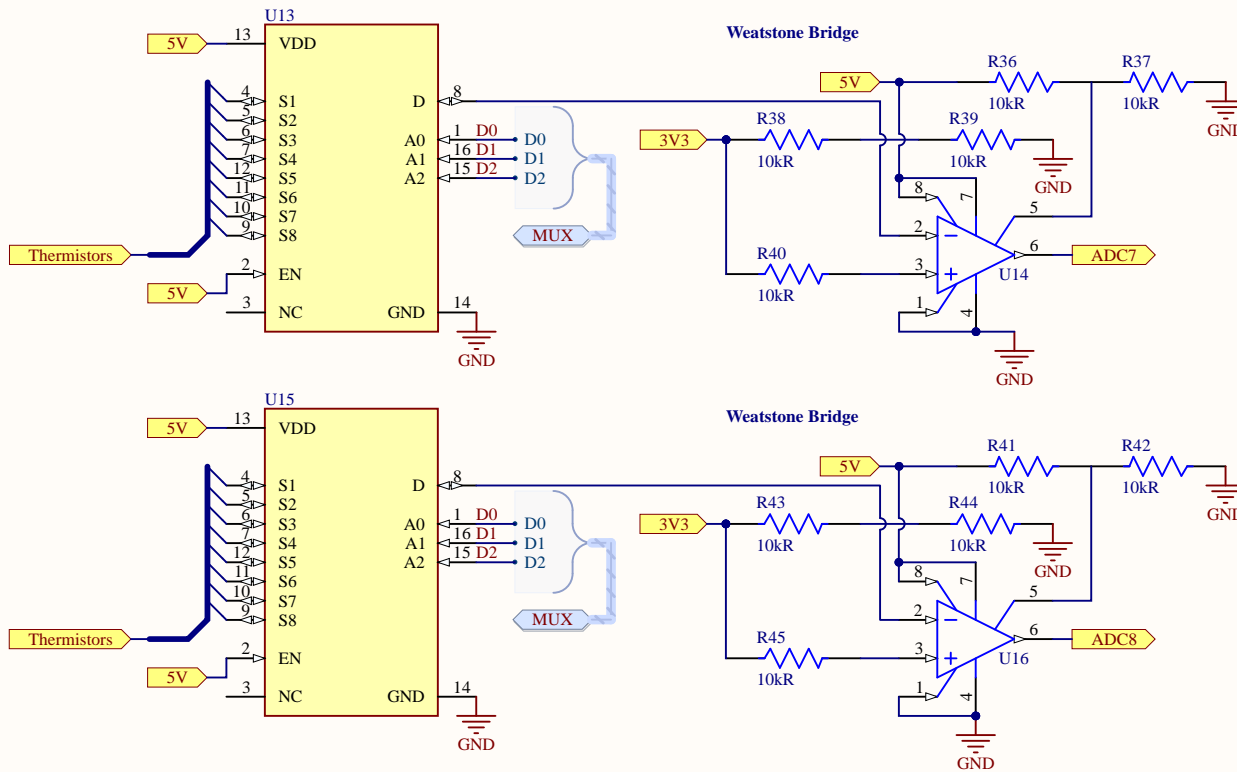 U13
Weatstone Bridge
5V 13 VDD
5V R36 R37
10kR 10kR
4 S1 D 8
5 S2
R38 R39
6 S3 A0 1 D0 D0
3V3
7 S4 A1 16 D1 D1
10kR 10kR
12 S5 A2 15 D2 D2
GND
GND
11 S6
10 S7
9 S8
MUX
8 7 5
2
Thermistors
R40
6 ADC7
2 EN
3
10kR
U14
5V
3 NC GND 14
1 4
GND
GND
U15
Weatstone Bridge
5V 13 VDD
5V R41 R42
10kR 10kR
4 S1 D 8
5 S2
R43 R44
6 S3 A0 1 D0 D0
3V3
7 S4 A1 16 D1 D1
10kR 10kR
12 S5 A2 15 D2 D2
GND
GND
11 S6
10 S7
9 S8
MUX
8 7 5
2
Thermistors
R45
6 ADC8
2 EN
3
10kR
U16
5V
3 NC GND 14
1 4
GND
GND